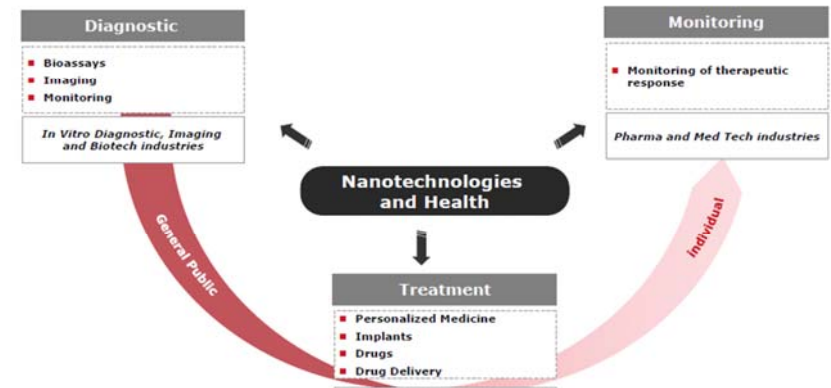 Diagnostic
Bioassays
Imaging
Monitoring
In Vitro Diagnostic, Imaging
and Biotech industries
Monitoring
Monitoring of therapeutic
response
Pharma and Med Tech industries
Nanotechnologies
and Health
General Public
individual
Treatment
Personalized Medicine
Implants
Drugs
Drug Delivery